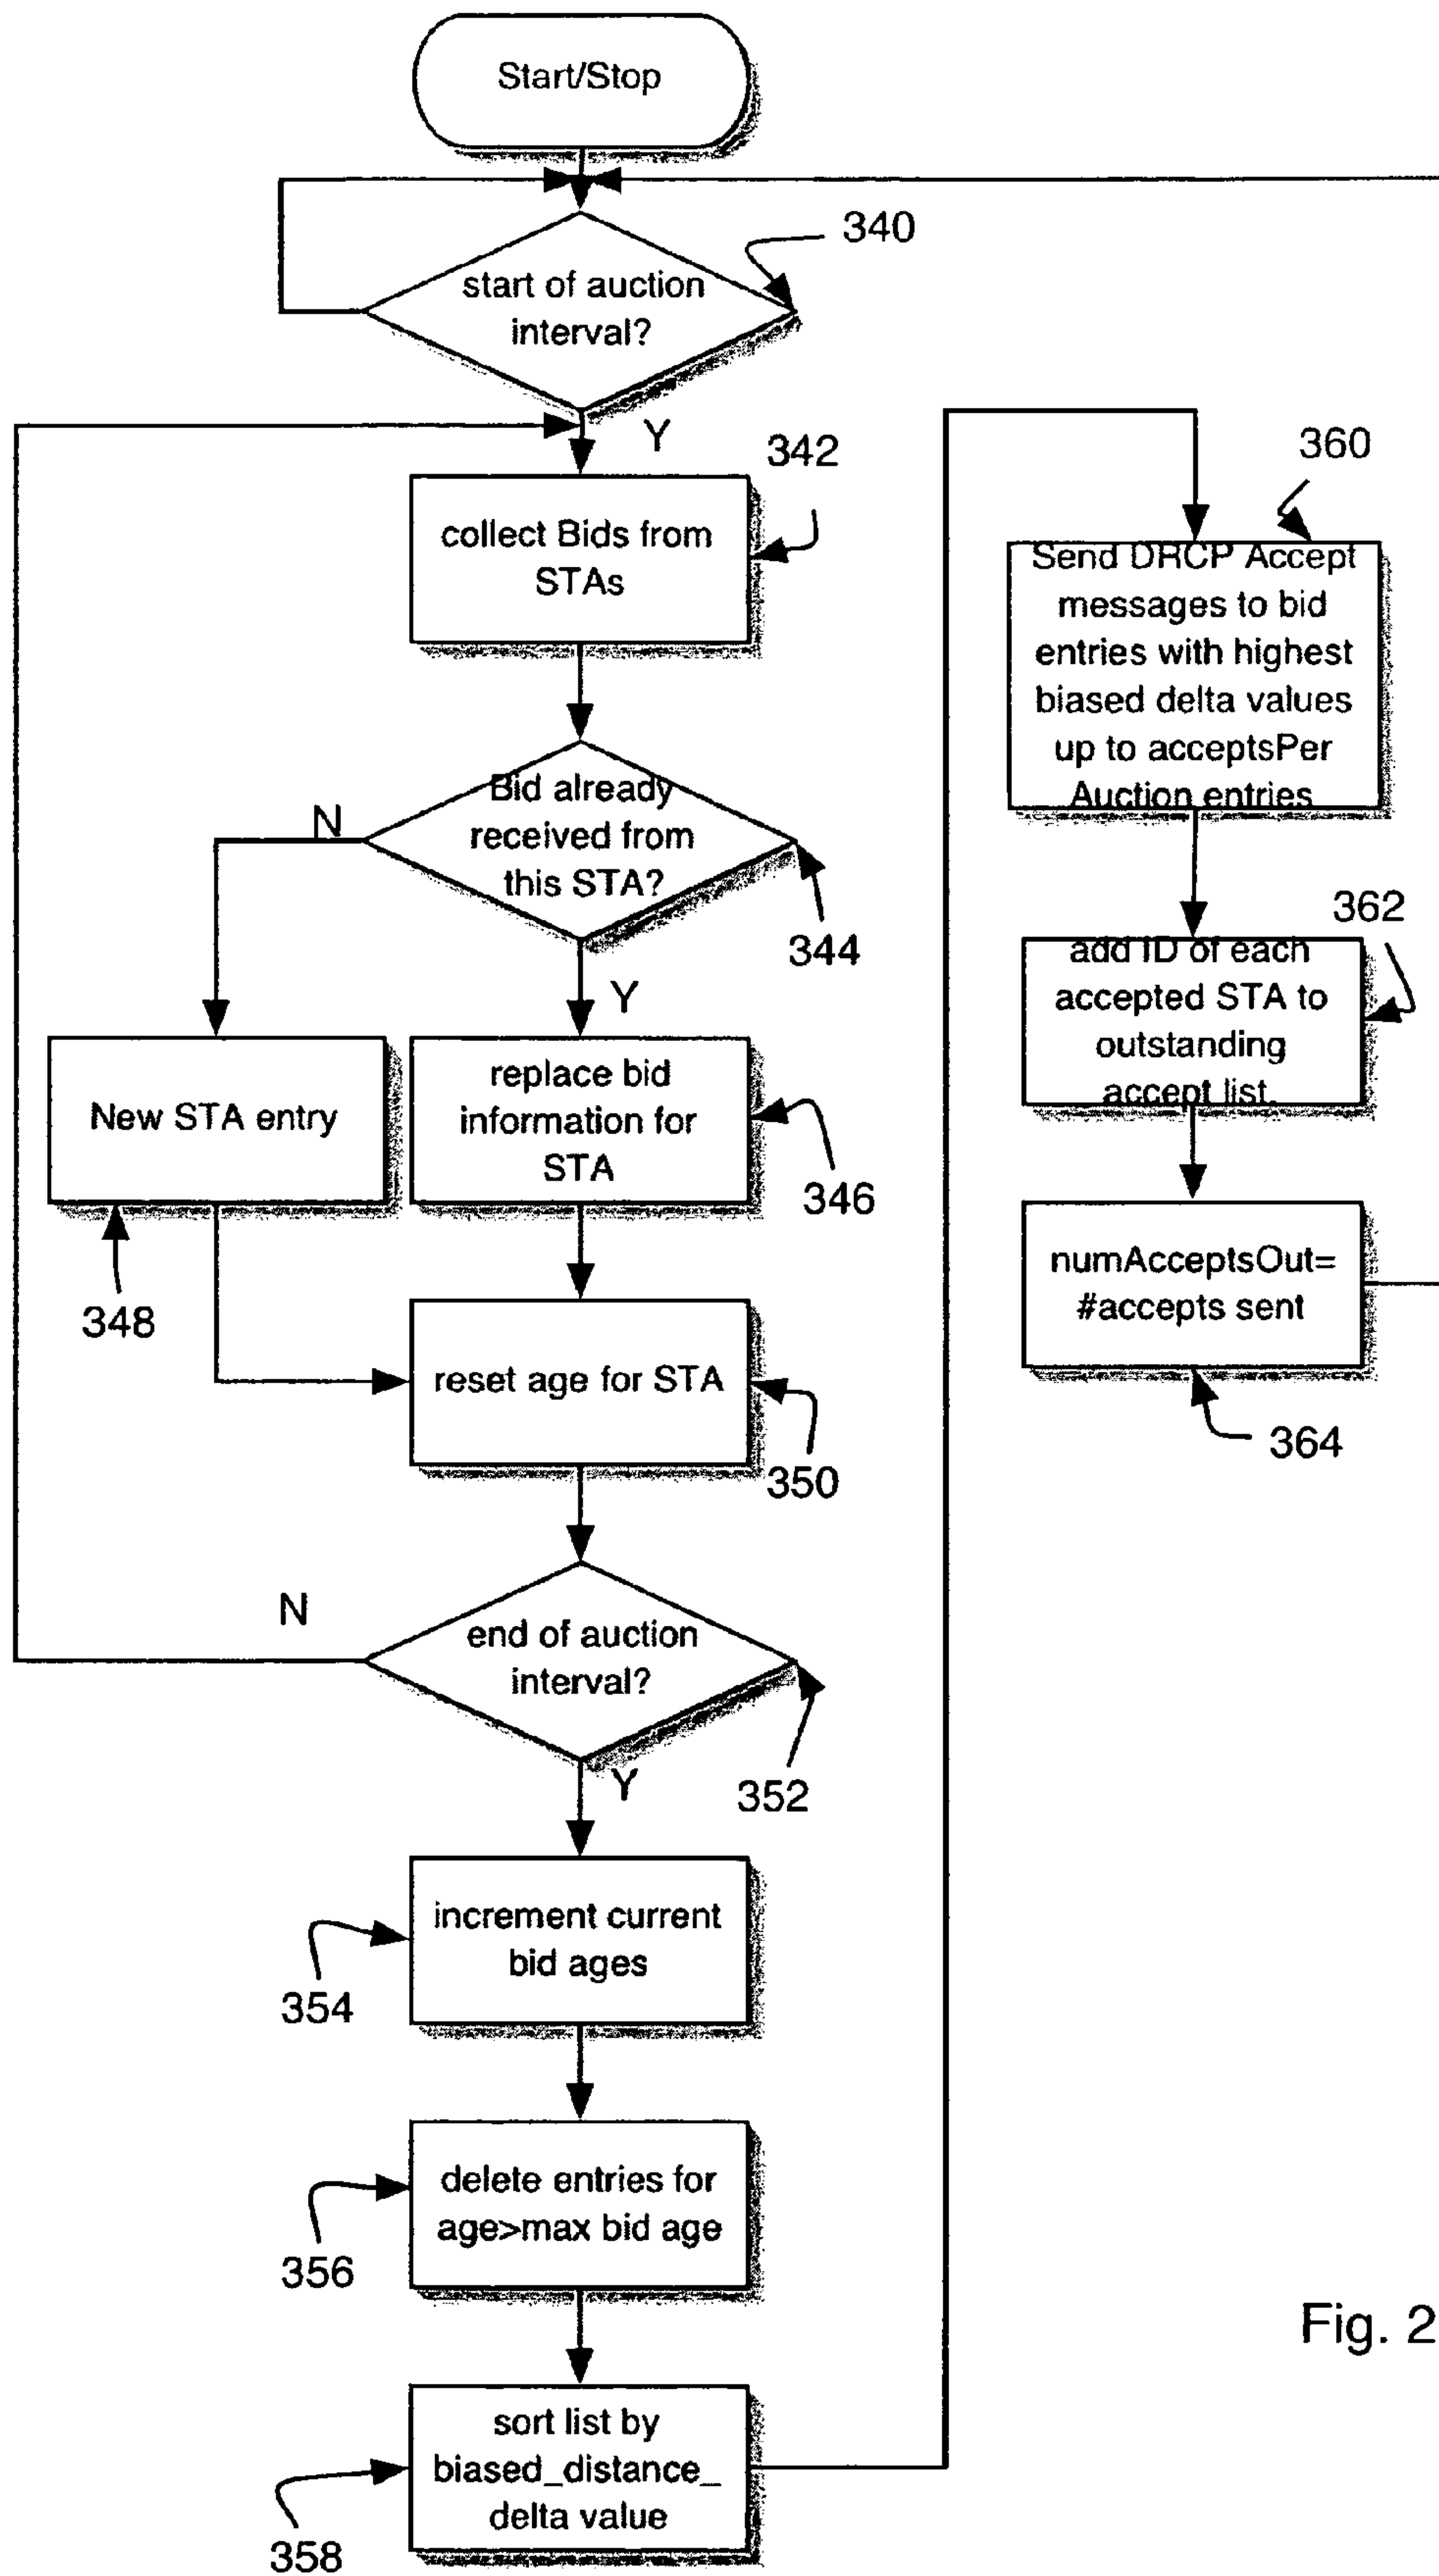 Start/Stop
340
start of auction
interval?
Y
342
collect Bids from
STAs
Bid already
received from
this STA?
N
344
Y
New STA entry
348
replace bid
information for
STA
346
reset age for STA
350
N
end of auction
interval?
352
Y
increment current
bid ages
354
delete entries for
age>max bid age
356
sort list by
biased_distance_
delta value
358
360
Send DRCP Accept
messages to bid
entries with highest
biased delta values
up to acceptsPer
Auction entries
362
add ID of each
accepted STA to
outstanding
accept list.
numAcceptsOut=
#accepts sent
364
Fig. 2